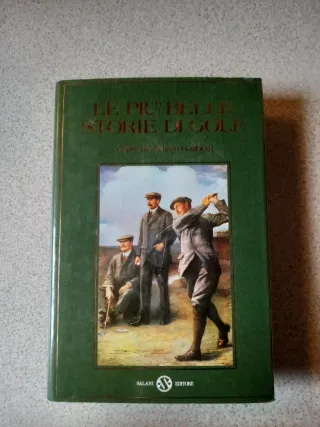 LE PIÙ BELLE
STORIE DI GOLF
SALANI EDITORE